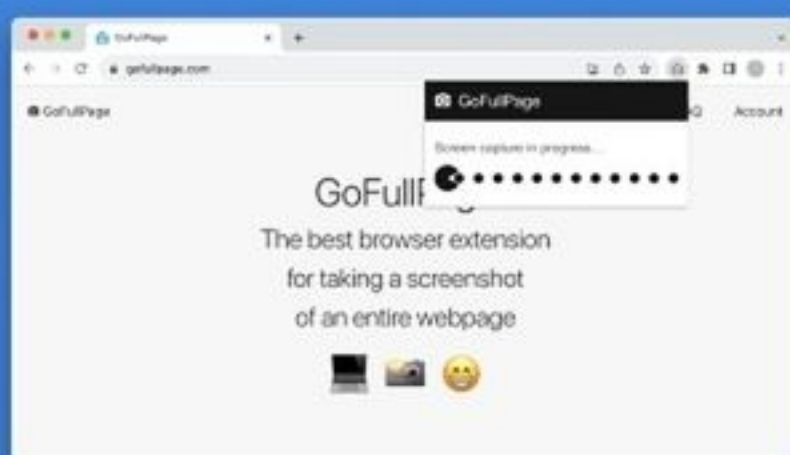 GoFullPage
gofullpage.com
GoFullPage
Account
GoFullPage
Screen capture in progress...
The best browser extension
for taking a screenshot
of an entire webpage